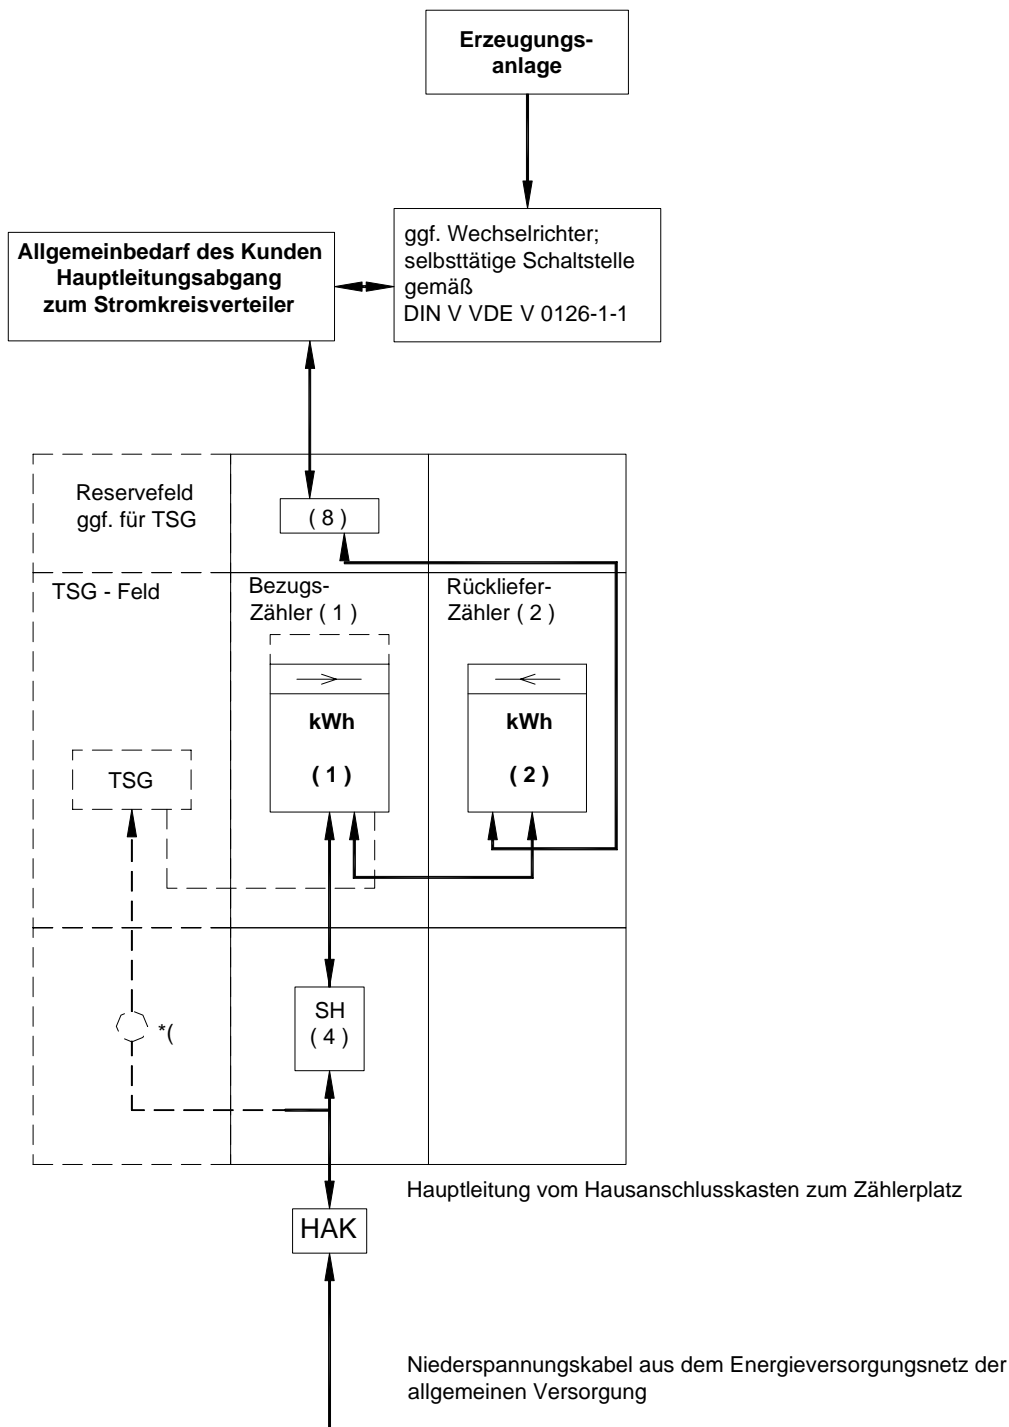 Erzeugungs-
anlage
ggf. Wechselrichter;
selbsttätige Schaltstelle
gemäß
DIN V VDE V 0126-1-1
Allgemeinbedarf des Kunden
Hauptleitungsabgang
zum Stromkreisverteiler
Reservefeld
ggf. für TSG
( 8 )
TSG - Feld
Bezugs-
Zähler ( 1 )
Rückliefer-
Zähler ( 2 )
kWh
( 1 )
kWh
( 2 )
TSG
SH
( 4 )
*(
Hauptleitung vom Hausanschlusskasten zum Zählerplatz
HAK
Niederspannungskabel aus dem Energieversorgungsnetz der
allgemeinen Versorgung